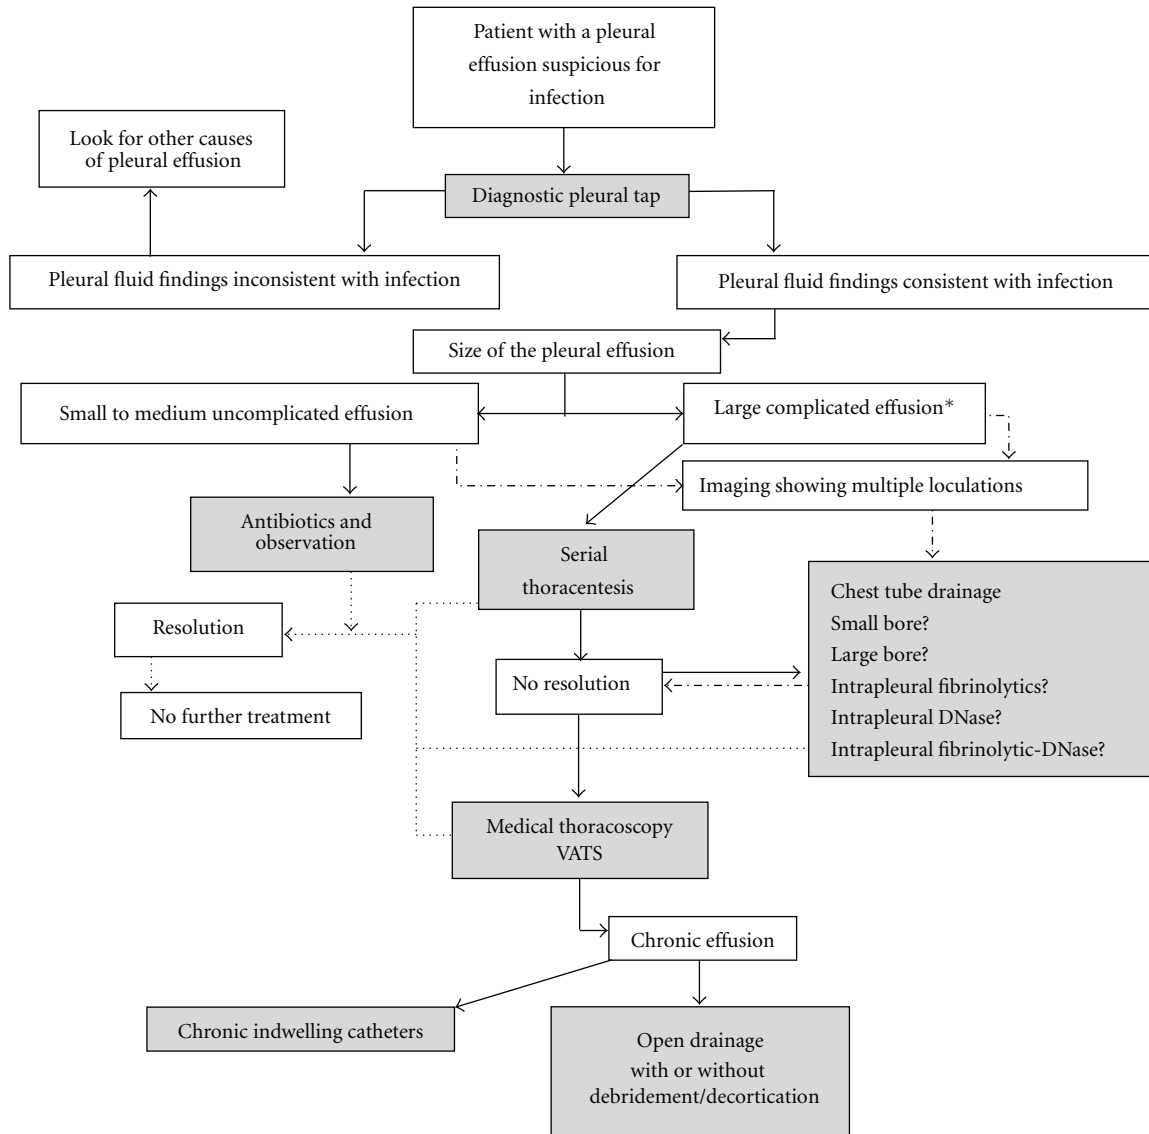 Patient with a pleural
effusion suspicious for
infection
Look for other causes
of pleural effusion
Diagnostic pleural tap
Pleural fluid findings inconsistent with infection
Pleural fluid findings consistent with infection
Size of the pleural effusion
Small to medium uncomplicated effusion
Large complicated effusion*
Imaging showing multiple loculations
Antibiotics and
observation
Serial
thoracentesis
Chest tube drainage
Small bore?
Large bore?
Intrapleural fibrinolytics?
Intrapleural DNase?
Intrapleural fibrinolytic-DNase?
Resolution
No resolution
No further treatment
Medical thoracoscopy
VATS
Chronic effusion
Chronic indwelling catheters
Open drainage
with or without
debridement/decortication